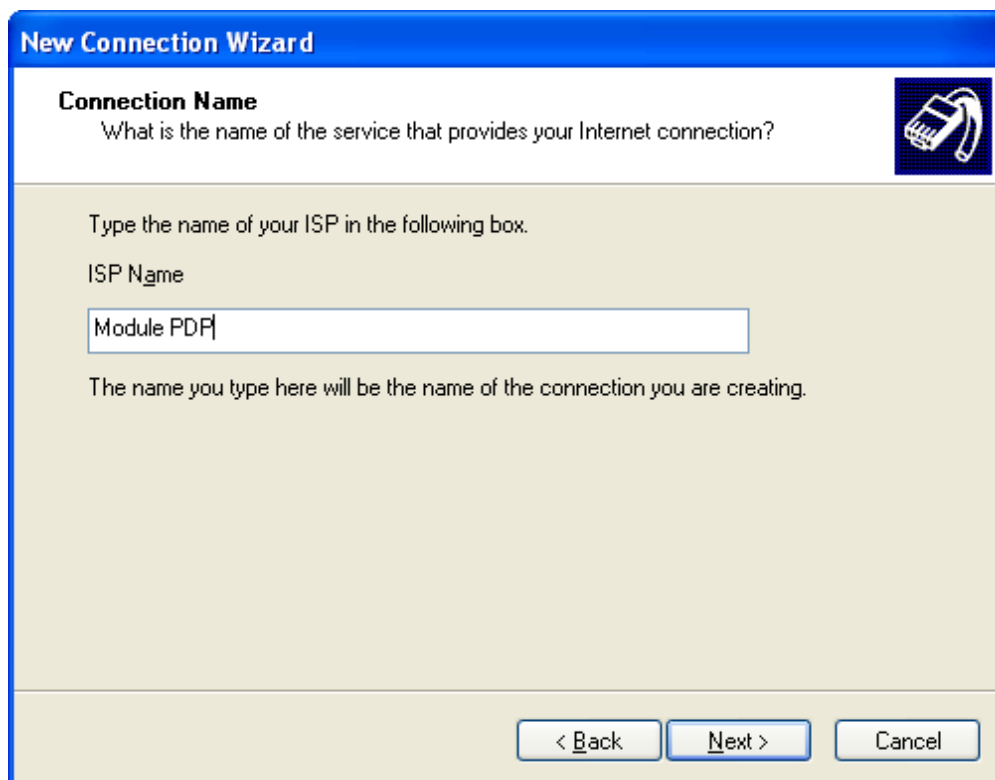 New Connection Wizard
Connection Name
What is the name of the service that provides your Internet connection?
Type the name of your ISP in the following box.
ISP Name
Module PDP
The name you type here will be the name of the connection you are creating.
< Back
Next >
Cancel